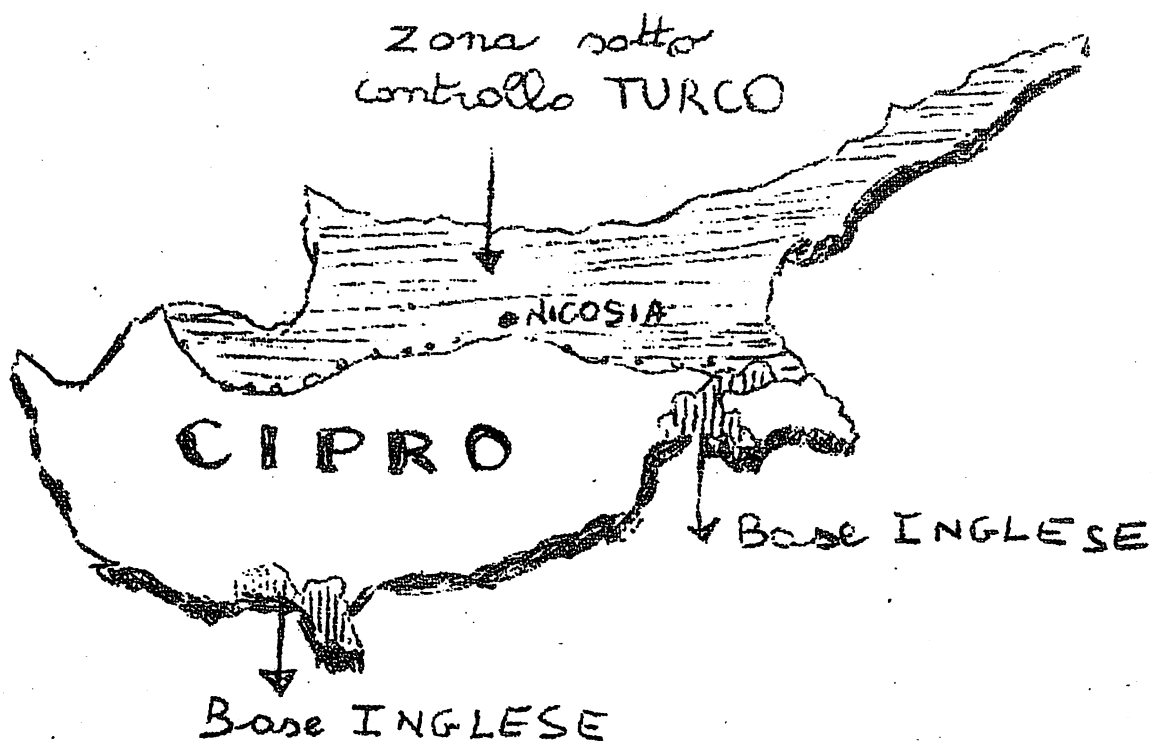 zona sotto
controllo TURCO
NICOSIA
CIPRO
Base INGLESE
Base INGLESE